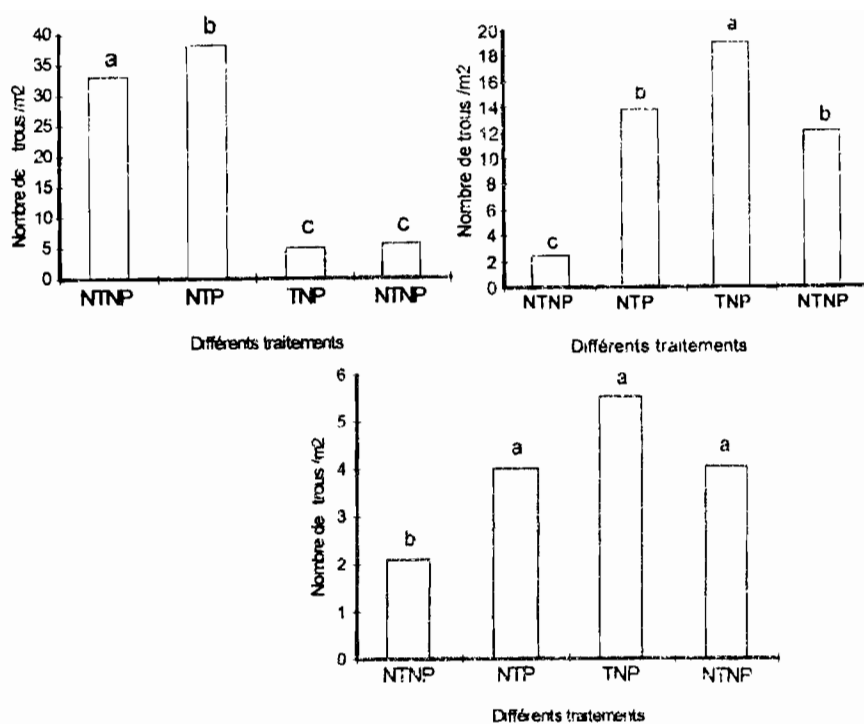 40
35
30
25
20
15
10
5
0
Nombre de trous /m2
a
b
c
c
NTNP NTP TNP NTNP
Différents traitements
20
18
16
14
12
10
8
6
4
2
0
Nombre de trous /m2
c
b
a
b
NTNP NTP TNP NTNP
Différents traitements
6
5
4
3
2
1
0
Nombre de trous /m2
b
a
a
a
NTNP NTP TNP NTNP
Différents traitements